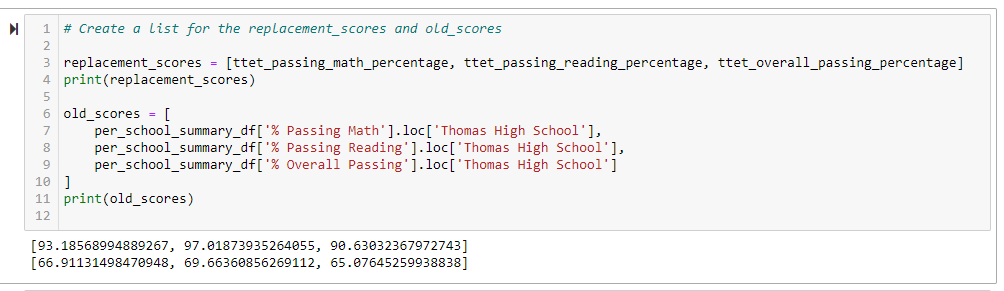 1 # Create a list for the replacement_scores and old_scores
2
3 replacement_scores = [ttet_passing_math_percentage, ttet_passing_reading_percentage, ttet_overall_passing_percentage]
4 print(replacement_scores)
5
6 old_scores = [
7     per_school_summary_df['% Passing Math'].loc['Thomas High School'],
8     per_school_summary_df['% Passing Reading'].loc['Thomas High School'],
9     per_school_summary_df['% Overall Passing'].loc['Thomas High School']
10 ]
11 print(old_scores)
12
[93.18568994889267, 97.01873935264055, 90.63032367972743]
[66.91131498470948, 69.66360856269112, 65.07645259938838]